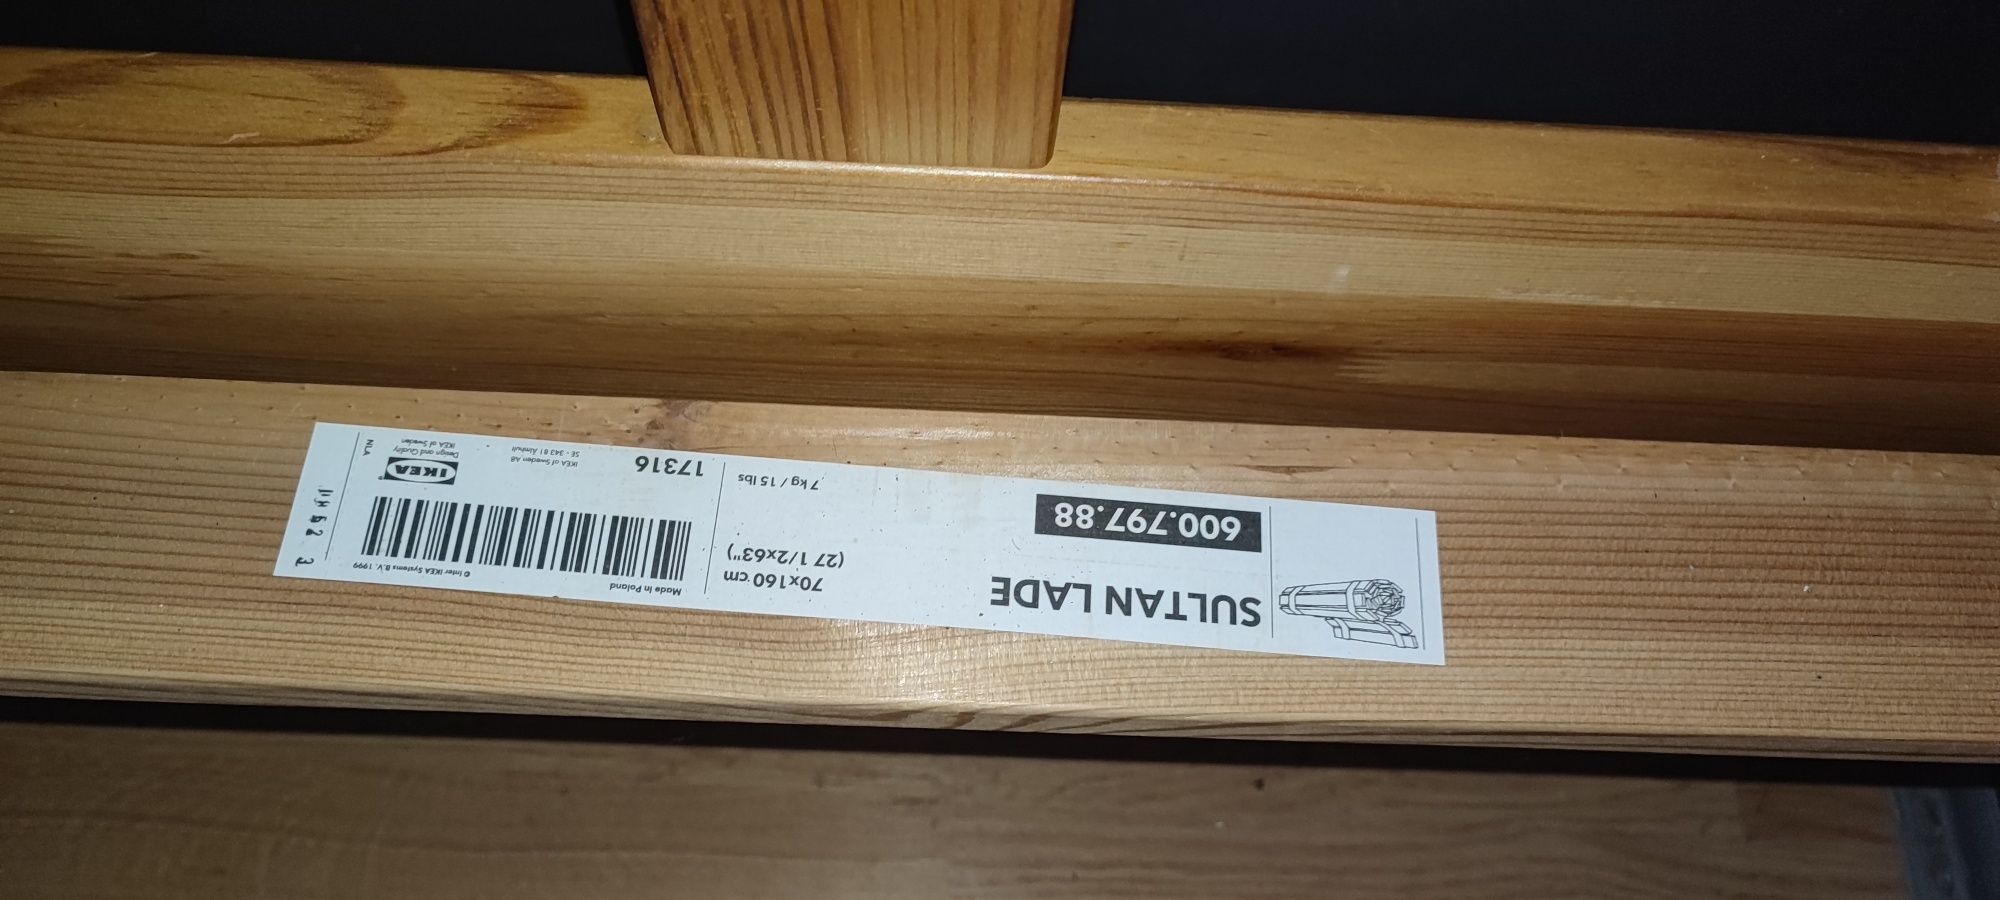 SULTAN LADE
600.797.88
70x160 cm
(27 1/2x63")
7 kg / 15 lbs
Made in Poland
© Inter IKEA Systems B.V. 1999
17316
IKEA of Sweden AB
SE - 343 81 Älmhult
IKEA
Design and Quality
IKEA of Sweden
NLA